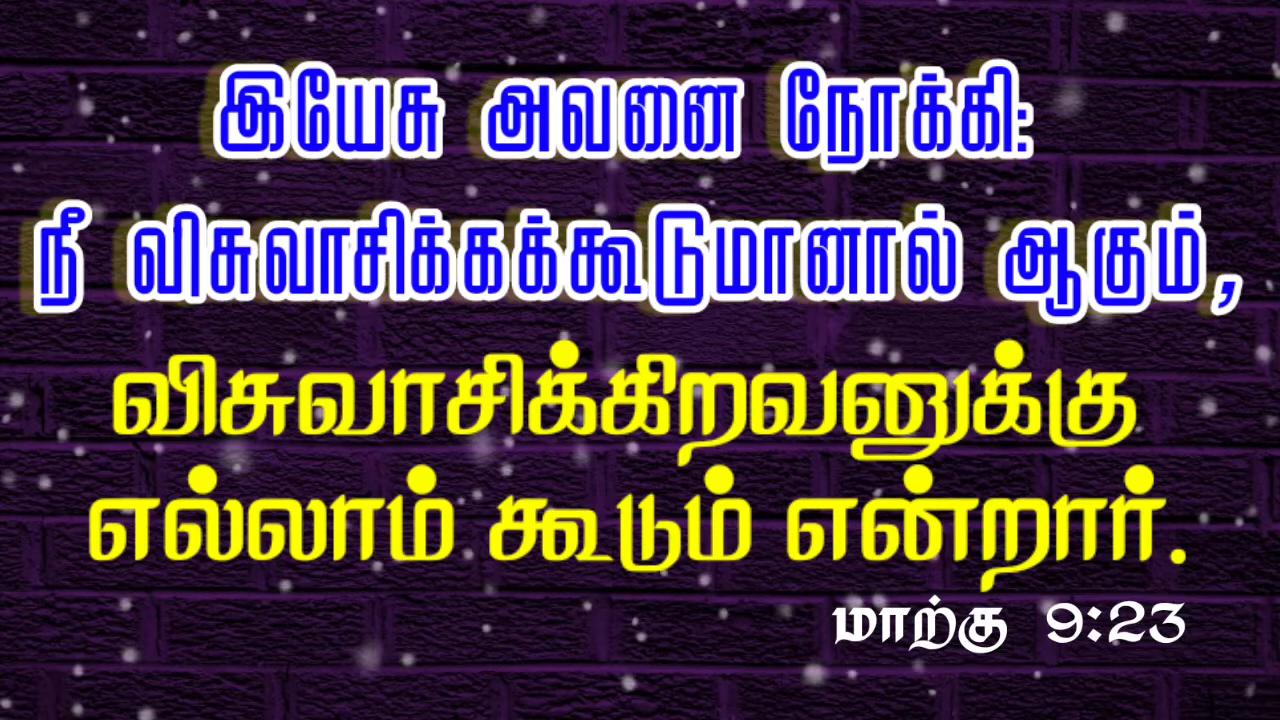 இயேசு அவனை நோக்கி:
நீ விசுவாசிக்கக்கூடுமானால் ஆகும்,
விசுவாசிக்கிறவனுக்கு
எல்லாம் கூடும் என்றார்.
மாற்கு 9:23